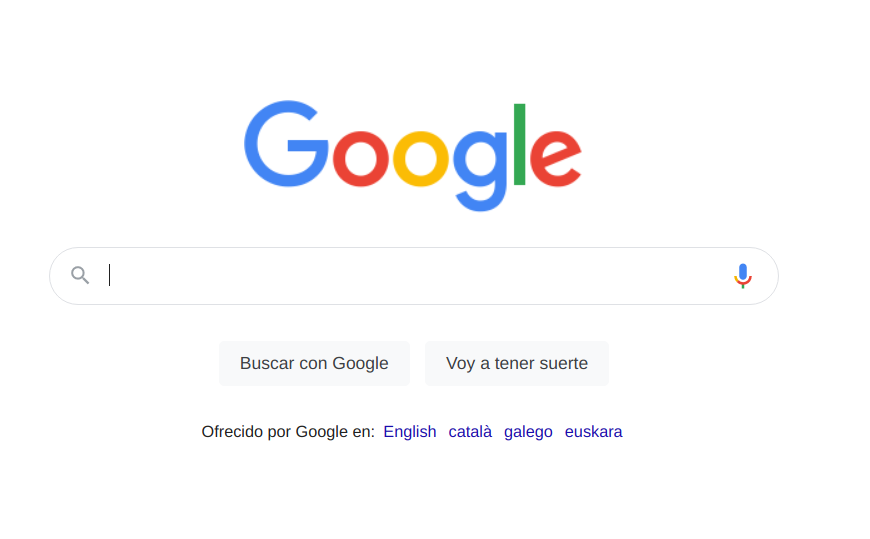 Google
Buscar con Google Voy a tener suerte
Ofrecido por Google en: English català galego euskara